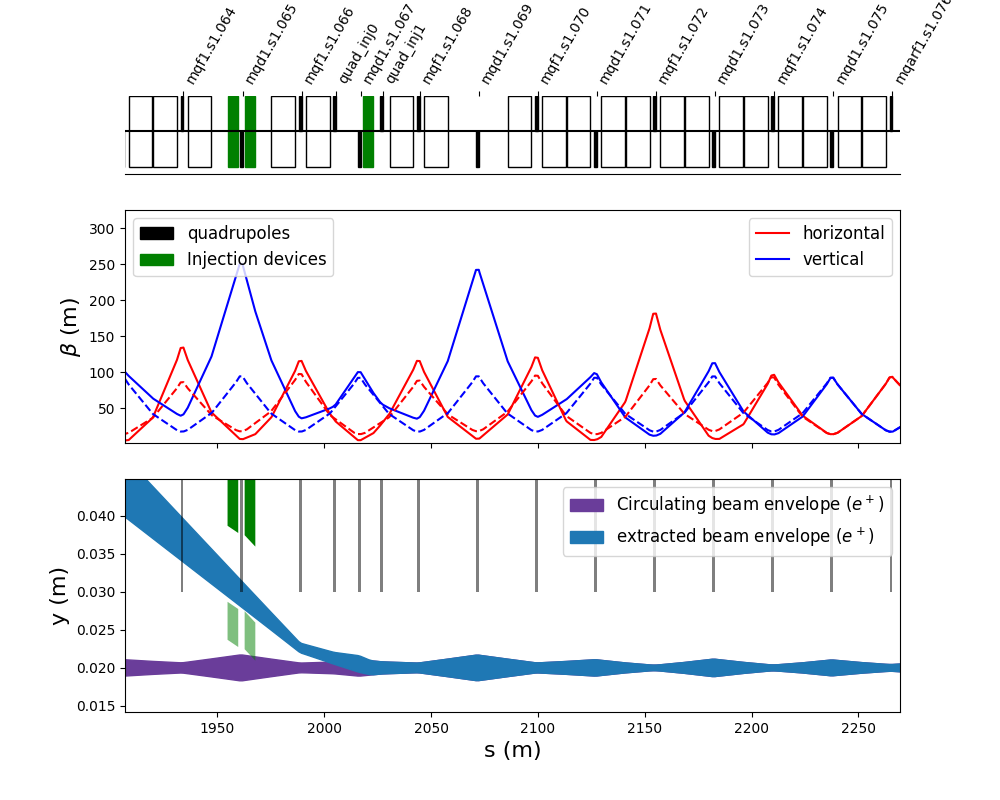 mqf1.s1.064
mqd1.s1.065
mqf1.s1.066
quad_inj0
mqd1.s1.067
quad_inj1
mqf1.s1.068
mqd1.s1.069
mqf1.s1.070
mqd1.s1.071
mqf1.s1.072
mqd1.s1.073
mqf1.s1.074
mqd1.s1.075
mqarf1.s1.076
β (m)
300
250
200
150
100
50
quadrupoles
Injection devices
horizontal
vertical
y (m)
0.040
0.035
0.030
0.025
0.020
0.015
Circulating beam envelope (e⁺)
extracted beam envelope (e⁺)
1950 2000 2050 2100 2150 2200 2250
s (m)